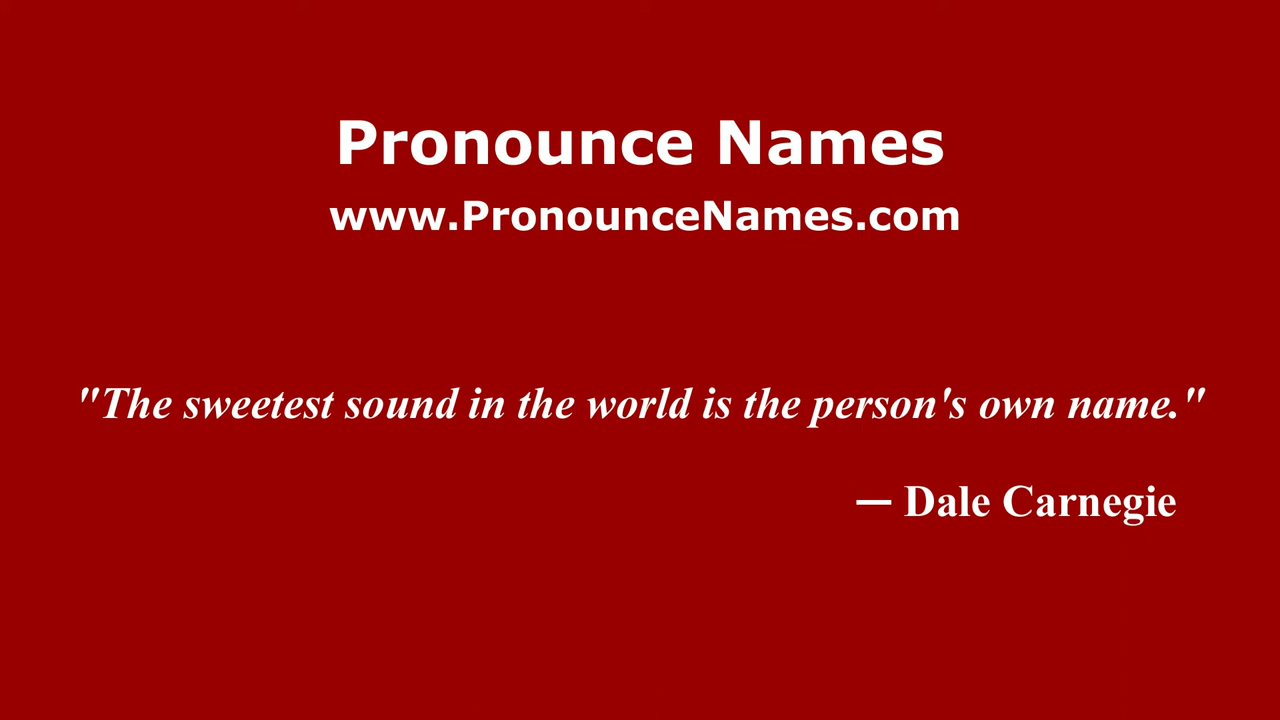 Pronounce Names
www.PronounceNames.com
"The sweetest sound in the world is the person's own name."
— Dale Carnegie